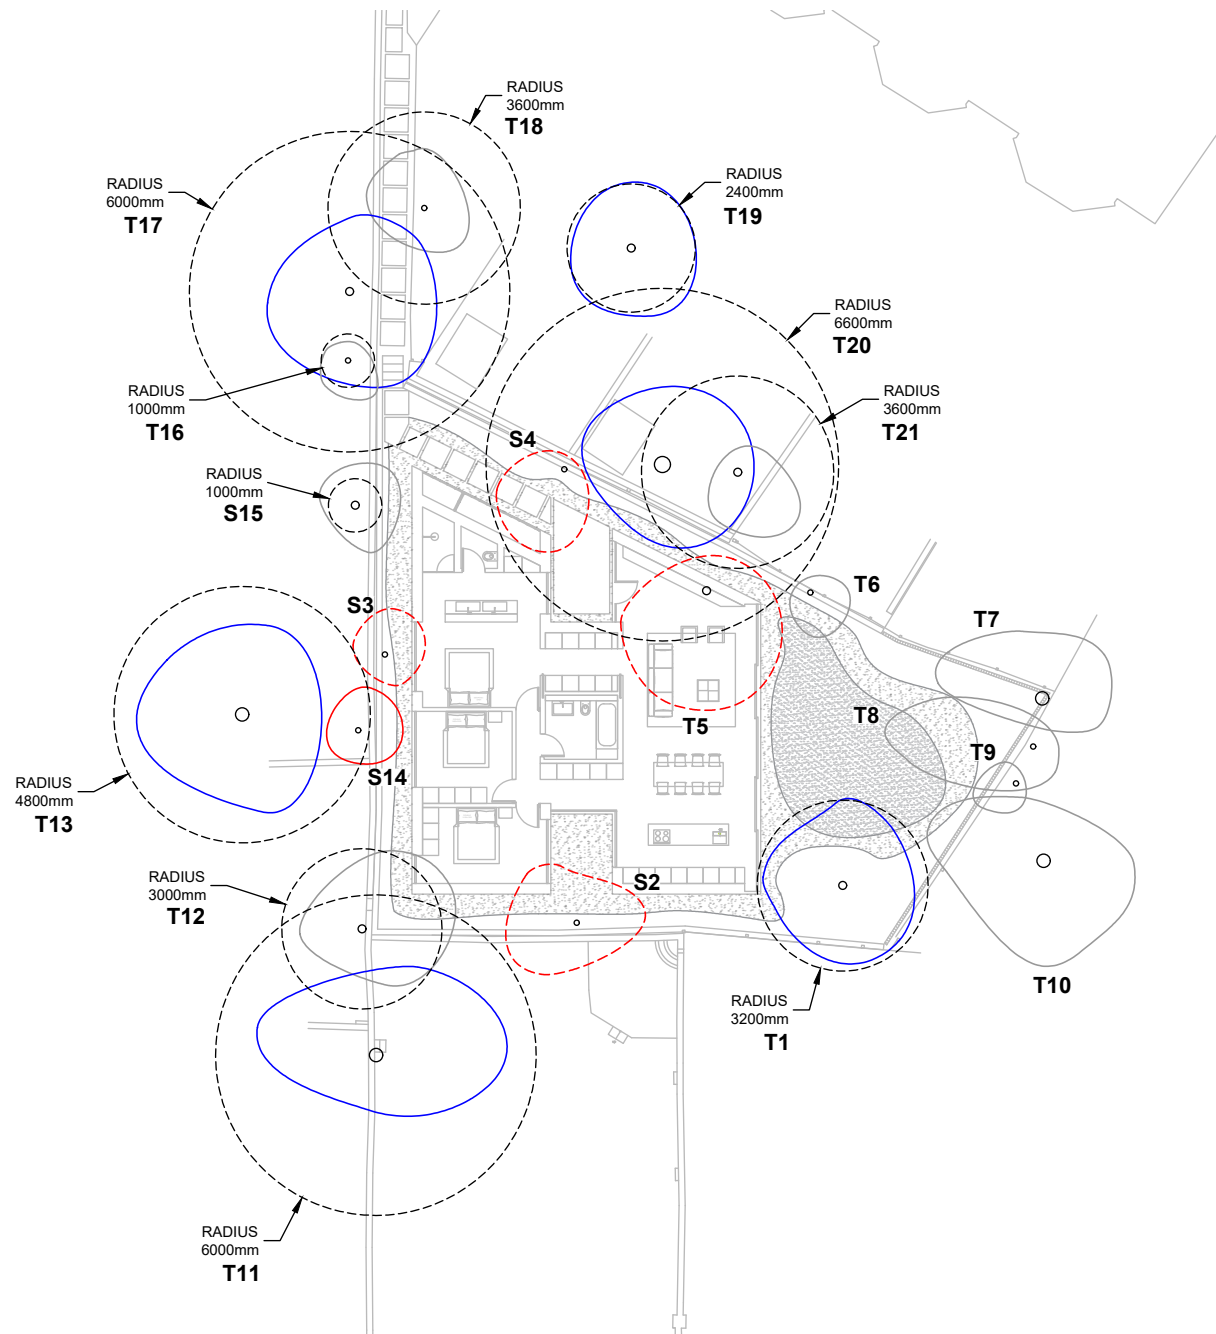 RADIUS
3600mm
T18
RADIUS
6000mm
T17
RADIUS
2400mm
T19
RADIUS
6600mm
T20
RADIUS
3600mm
T21
RADIUS
1000mm
T16
S4
RADIUS
1000mm
S15
S3
T6
T7
T5
T8
T9
S14
RADIUS
4800mm
T13
RADIUS
3000mm
T12
S2
T10
RADIUS
3200mm
T1
RADIUS
6000mm
T11